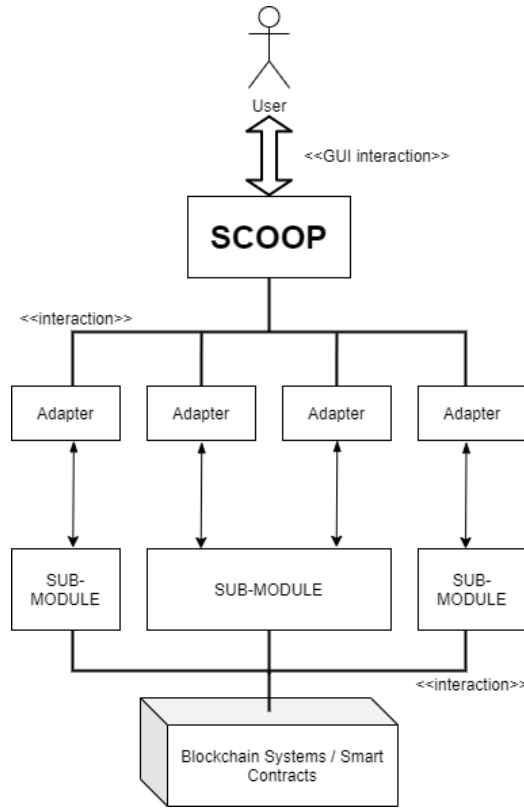 User
<<GUI interaction>>
SCOOP
<<interaction>>
Adapter
Adapter
Adapter
Adapter
SUB-
MODULE
SUB-MODULE
SUB-
MODULE
<<interaction>>
Blockchain Systems / Smart
Contracts